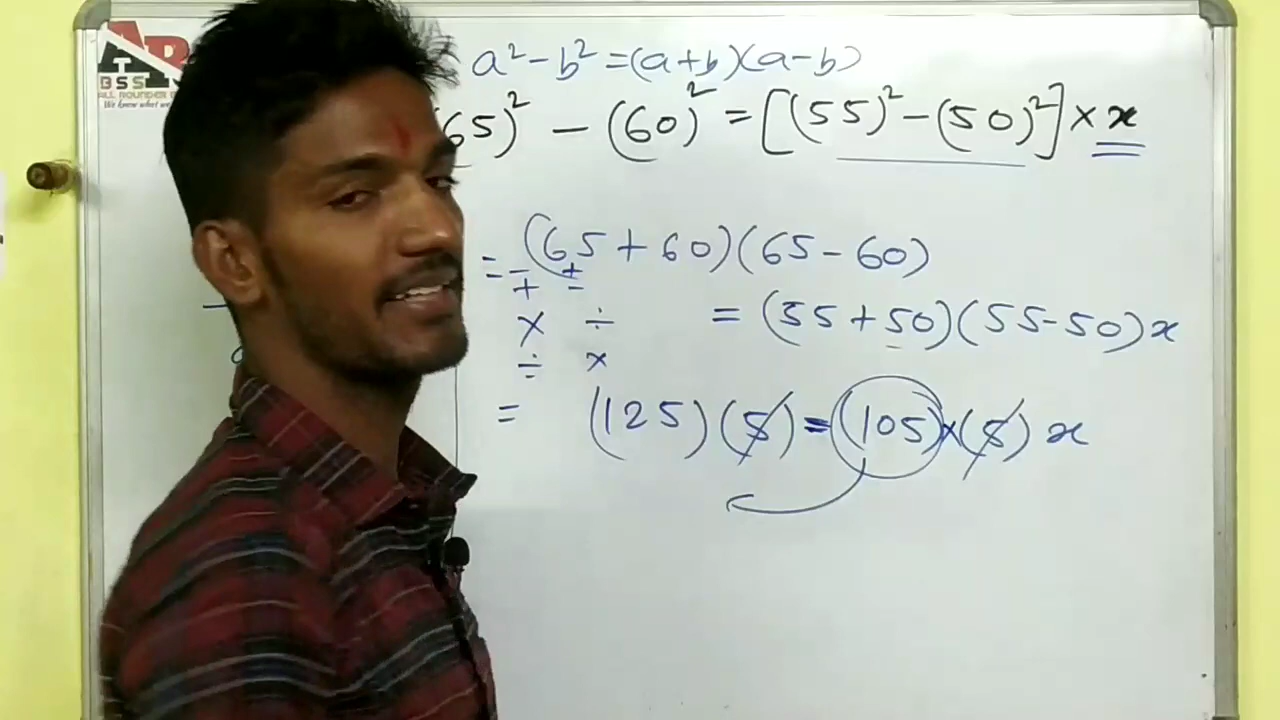 BSS
a² - b² = (a+b)(a-b)
65)² - (60)² = [(55)² - (50)²] × x
= (65 + 60)(65 - 60)
- +
+ -
× ÷
÷ ×
= (55 + 50)(55 - 50) x
= (125)(5) = (105) × (5) x